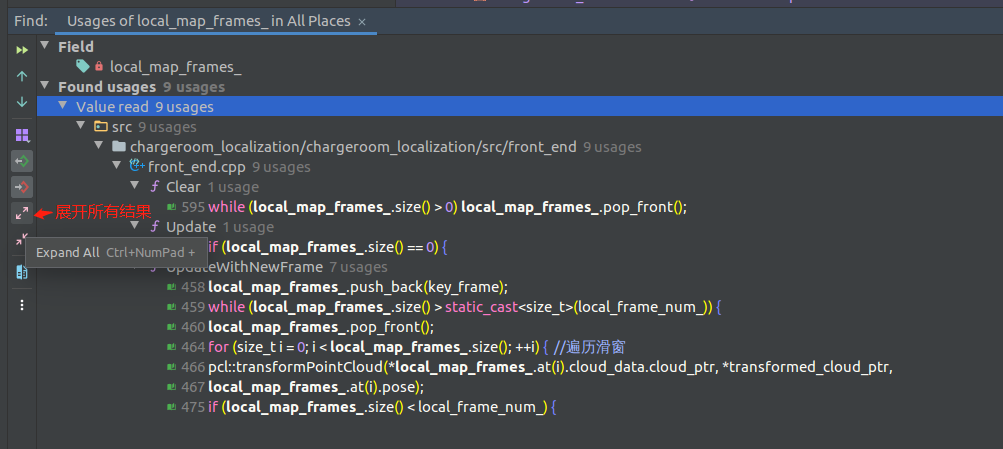 Find: Usages of local_map_frames_ in All Places ×
Field
local_map_frames_
Found usages 9 usages
Value read 9 usages
src 9 usages
chargeroom_localization/chargeroom_localization/src/front_end 9 usages
front_end.cpp 9 usages
f Clear 1 usage
595 while (local_map_frames_.size() > 0) local_map_frames_.pop_front();
展开所有结果
f Update 1 usage
if (local_map_frames_.size() == 0) {
Expand All Ctrl+NumPad +
UpdateWithNewFrame 7 usages
458 local_map_frames_.push_back(key_frame);
459 while (local_map_frames_.size() > static_cast<size_t>(local_frame_num_)) {
460 local_map_frames_.pop_front();
464 for (size_t i = 0; i < local_map_frames_.size(); ++i) { //遍历滑窗
466 pcl::transformPointCloud(*local_map_frames_.at(i).cloud_data.cloud_ptr, *transformed_cloud_ptr,
467 local_map_frames_.at(i).pose);
475 if (local_map_frames_.size() < local_frame_num_) {